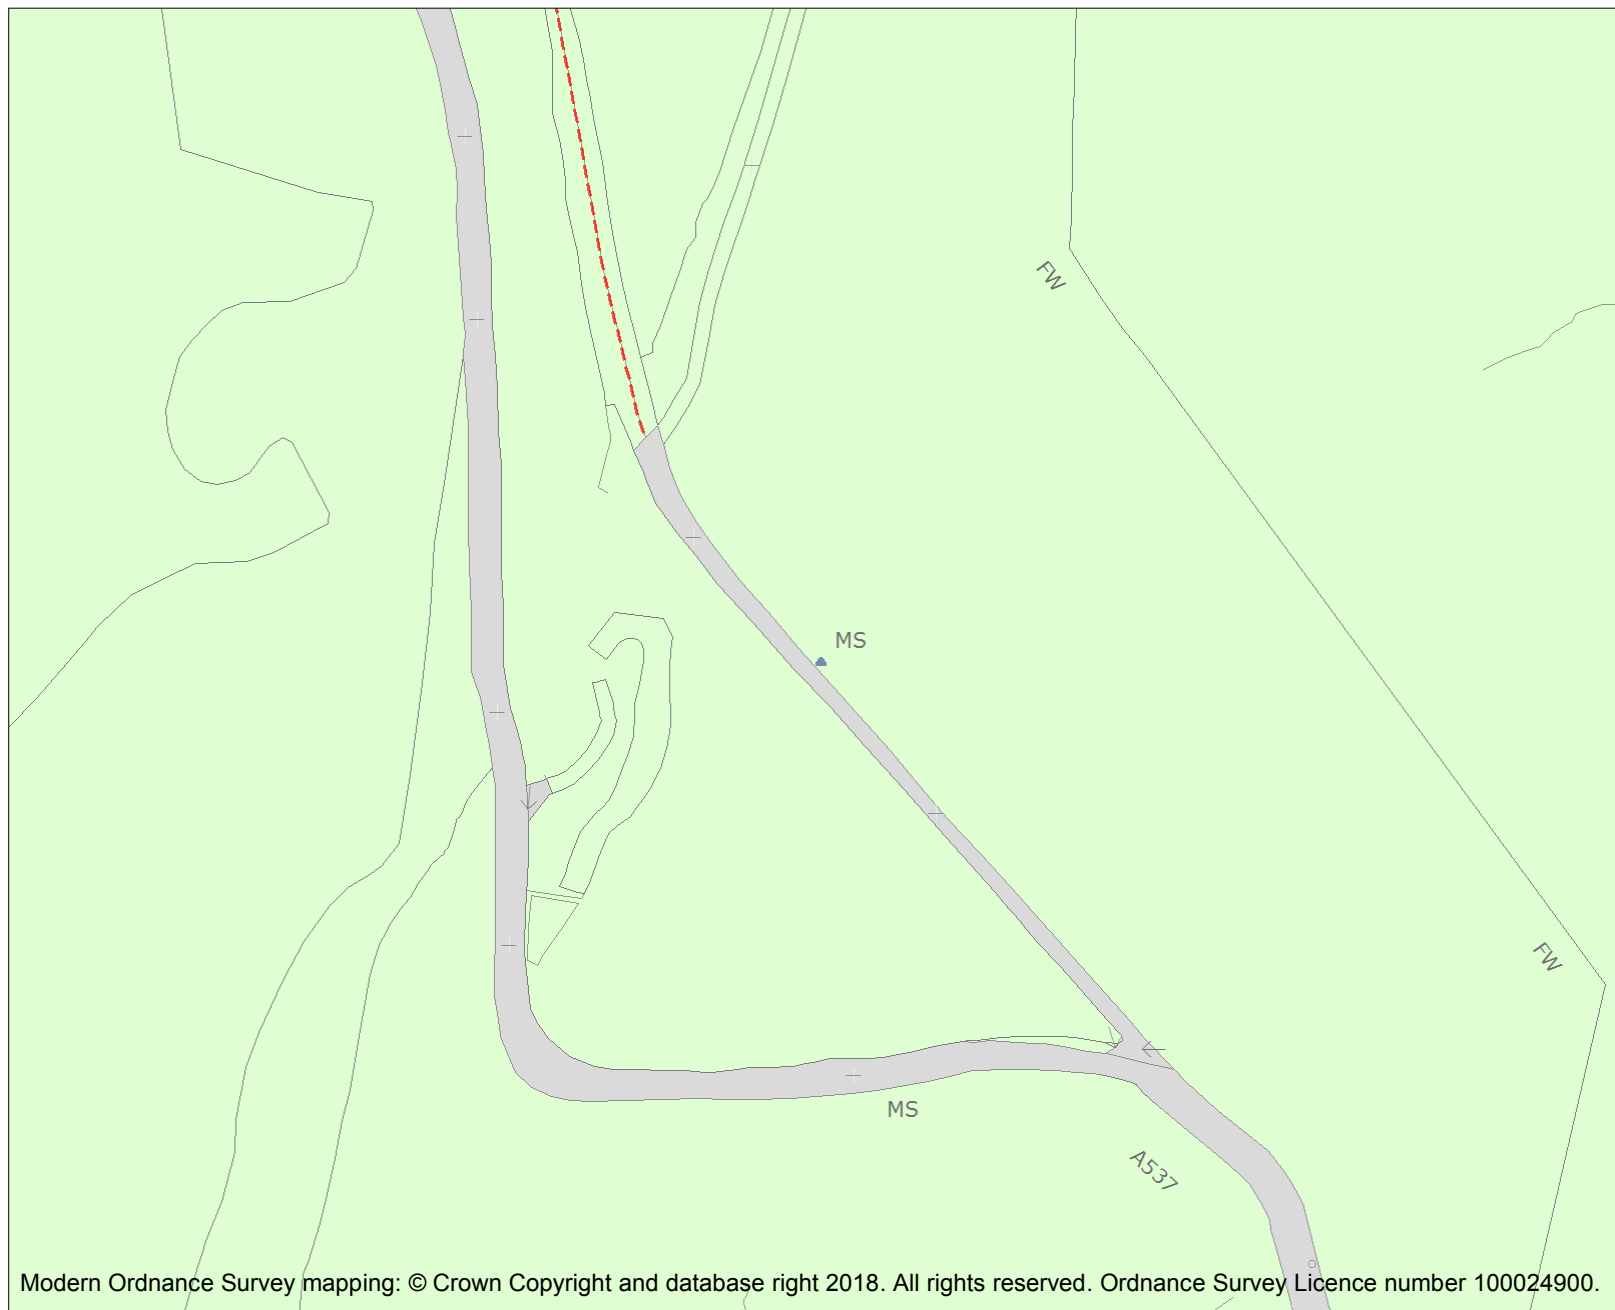 FW
MS
FW
MS
A537
Modern Ordnance Survey mapping: © Crown Copyright and database right 2018. All rights reserved. Ordnance Survey Licence number 100024900.